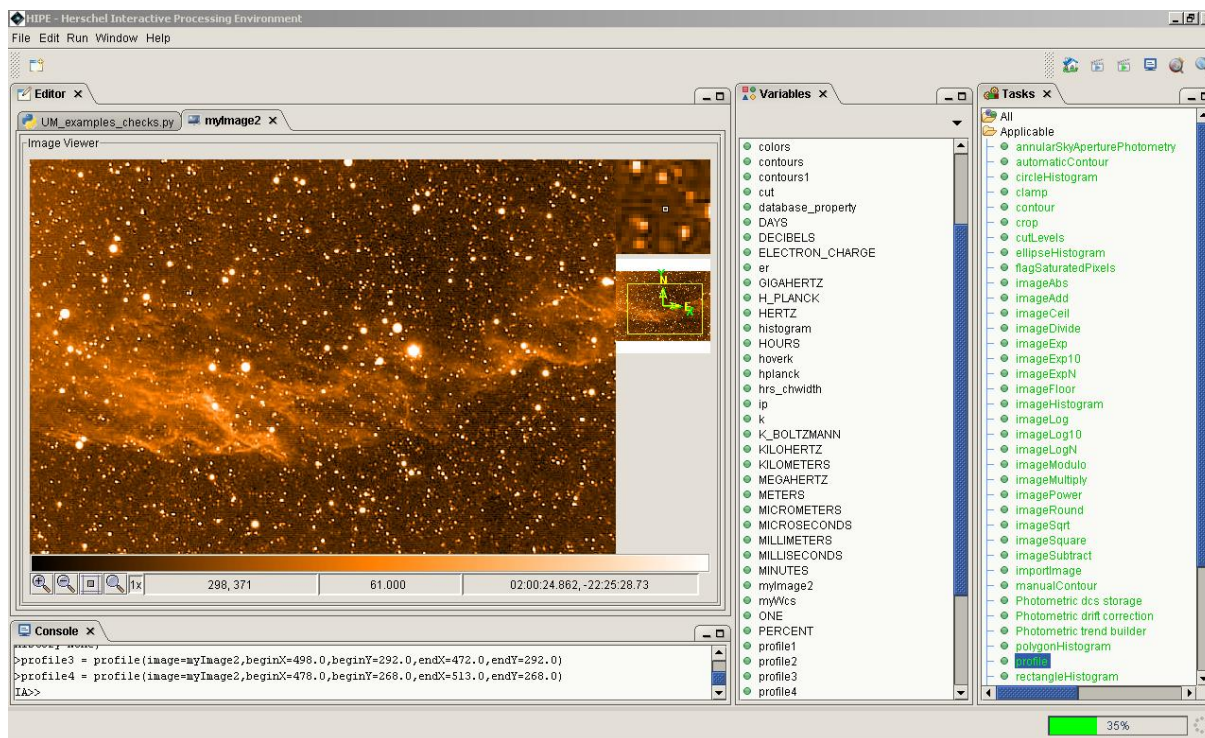 HIPE - Herschel Interactive Processing Environment
File Edit Run Window Help
Editor
UM_examples_checks.py myImage2
Image Viewer
N
E
X
1x 298, 371 61.000 02:00:24.862, -22:25:28.73
Console
>profile3 = profile(image=myImage2,beginX=498.0,beginY=292.0,endX=472.0,endY=292.0)
>profile4 = profile(image=myImage2,beginX=478.0,beginY=268.0,endX=513.0,endY=268.0)
IA>>
Variables
colors
contours
contours1
cut
database_property
DAYS
DECIBELS
ELECTRON_CHARGE
er
GIGAHERTZ
H_PLANCK
HERTZ
histogram
HOURS
hoverk
hplanck
hrs_chwidth
ip
k
K_BOLTZMANN
KILOHERTZ
KILOMETERS
MEGAHERTZ
METERS
MICROMETERS
MICROSECONDS
MILLIMETERS
MILLISECONDS
MINUTES
myImage2
myWcs
ONE
PERCENT
profile1
profile2
profile3
profile4
Tasks
All
Applicable
annularSkyAperturePhotometry
automaticContour
circleHistogram
clamp
contour
crop
cutLevels
ellipseHistogram
flagSaturatedPixels
imageAbs
imageAdd
imageCeil
imageDivide
imageExp
imageExp10
imageExpN
imageFloor
imageHistogram
imageLog
imageLog10
imageLogN
imageModulo
imageMultiply
imagePower
imageRound
imageSqrt
imageSquare
imageSubtract
importImage
manualContour
Photometric dcs storage
Photometric drift correction
Photometric trend builder
polygonHistogram
profile
rectangleHistogram
35%